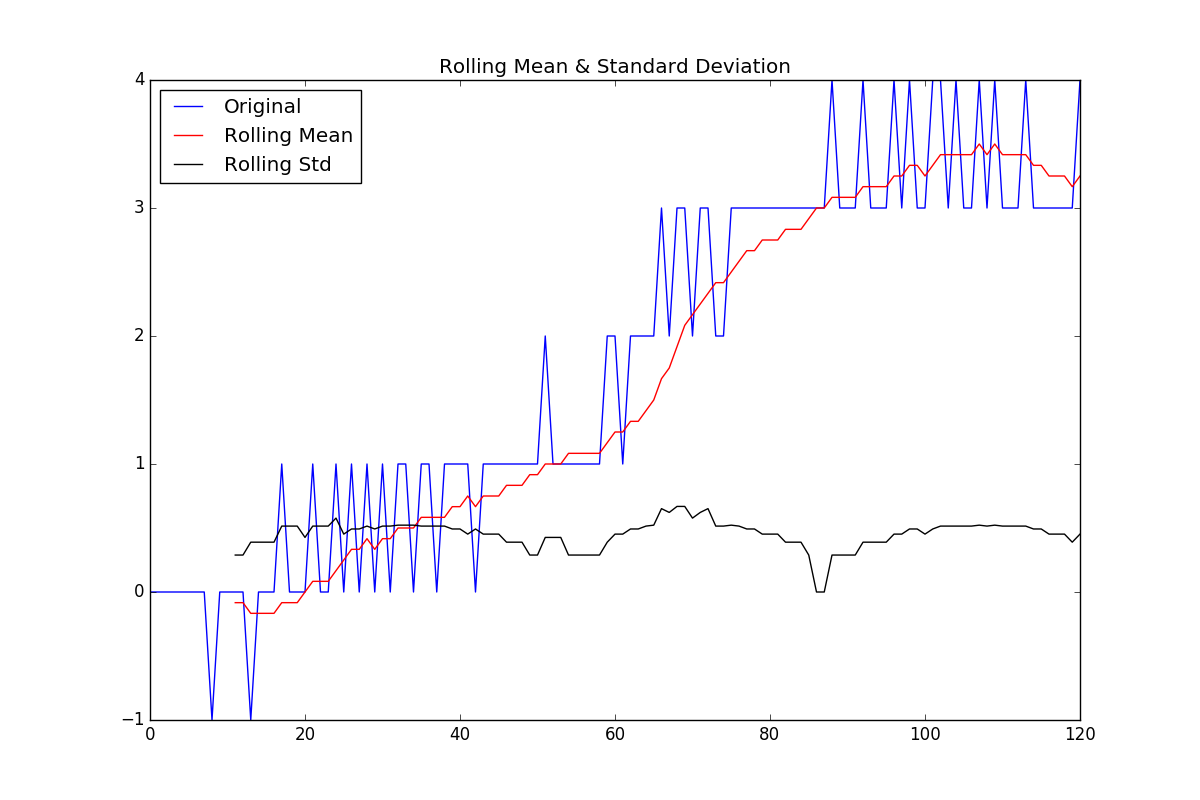 Rolling Mean & Standard Deviation
4
Original
Rolling Mean
Rolling Std
3
2
1
0
−1
0 20 40 60 80 100 120